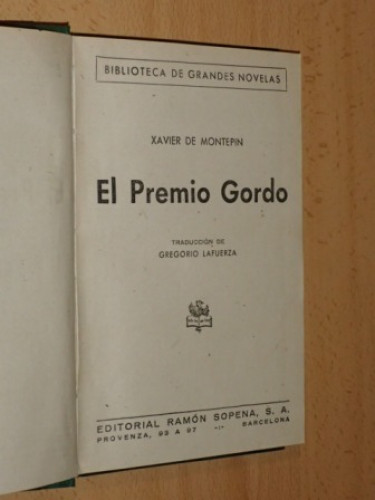 BIBLIOTECA DE GRANDES NOVELAS
XAVIER DE MONTEPIN
El Premio Gordo
TRADUCCIÓN DE
GREGORIO LAFUERZA
EDITORIAL RAMÓN SOPENA, S. A.
PROVENZA, 93 A 97 — BARCELONA